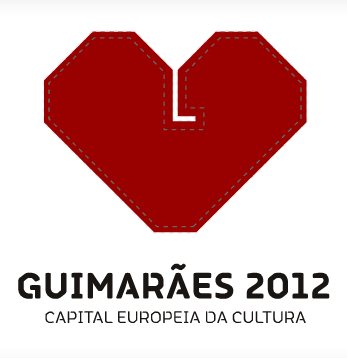 GUIMARÃES 2012
CAPITAL EUROPEIA DA CULTURA